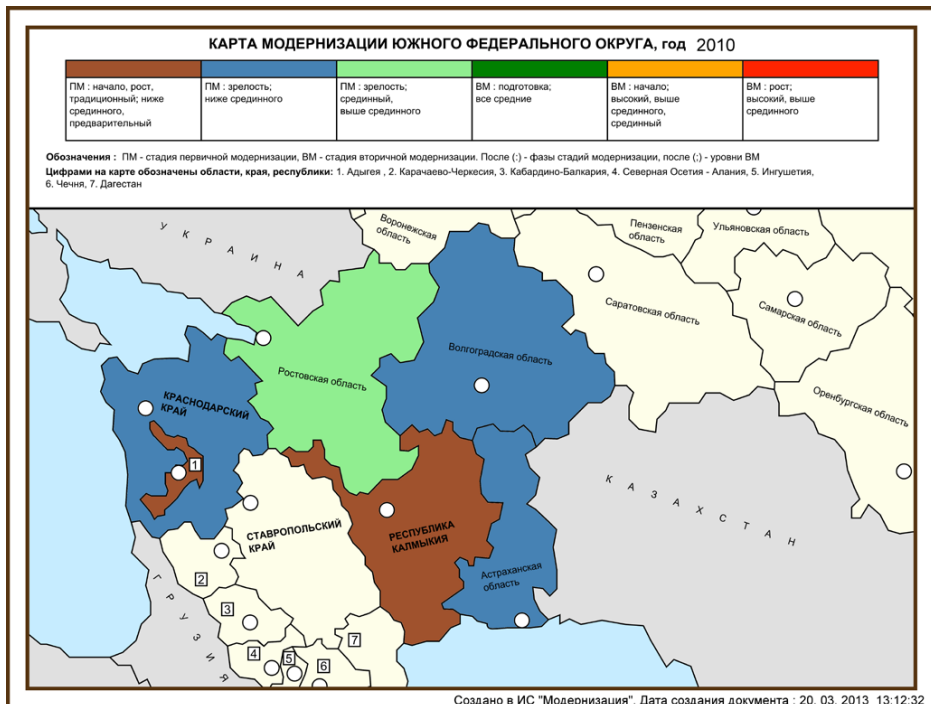 КАРТА МОДЕРНИЗАЦИИ ЮЖНОГО ФЕДЕРАЛЬНОГО ОКРУГА, год 2010
ПМ : начало, рост,
традиционный; ниже
срединного,
предварительный
ПМ : зрелость;
ниже срединного
ПМ : зрелость;
срединный,
выше срединного
ВМ : подготовка;
все средние
ВМ : начало;
высокий, выше
срединного,
срединный
ВМ : рост;
высокий, выше
срединного
Обозначения : ПМ - стадия первичной модернизации, ВМ - стадия вторичной модернизации. После (:) - фазы стадий модернизации, после (;) - уровни ВМ
Цифрами на карте обозначены области, края, республики: 1. Адыгея , 2. Карачаево-Черкесия, 3. Кабардино-Балкария, 4. Северная Осетия - Алания, 5. Ингушетия,
6. Чечня, 7. Дагестан
УКРАИНА
Воронежская
область
Пензенская
область
Ульяновская область
Саратовская область
Самарская область
Волгоградская область
Ростовская область
Оренбургская область
КРАСНОДАРСКИЙ
КРАЙ
1
КАЗАХСТАН
СТАВРОПОЛЬСКИЙ
КРАЙ
РЕСПУБЛИКА
КАЛМЫКИЯ
Астраханская
область
ГРУЗИЯ
2
3
4
5
6
7
Создано в ИС "Модернизация". Дата создания документа : 20. 03. 2013 13:12:32